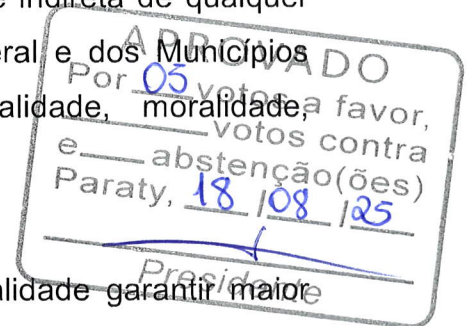 e indireta de qualquer
eral e dos Municípios
alidade, moralidade,
APROVADO
Por 05 votos a favor,
votos contra
e abstenção(ões)
Paraty, 18/08/25
Presidente
alidade garantir maior